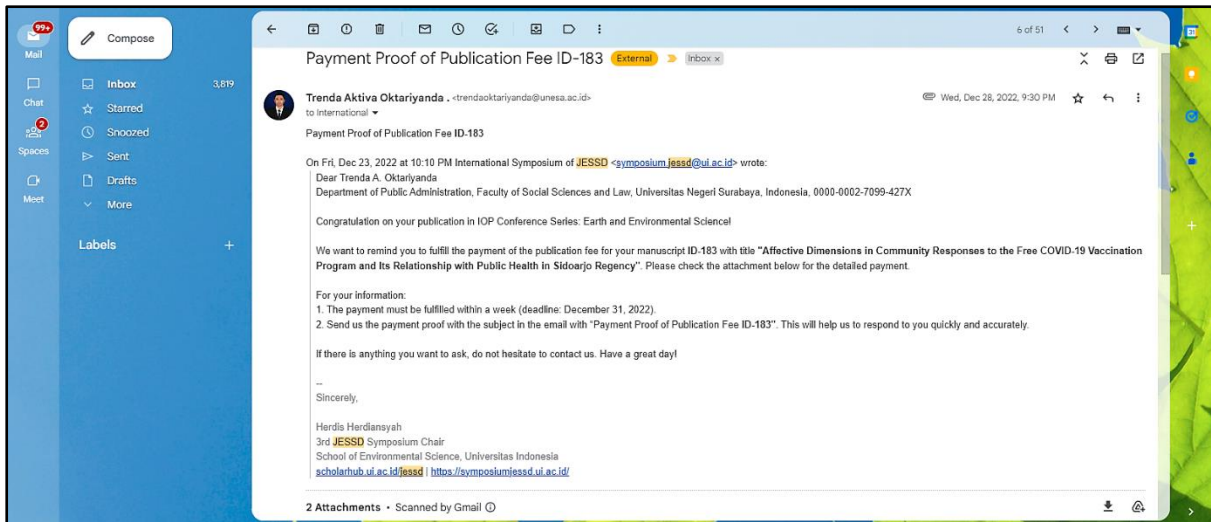 99+
Mail
Chat
2
Spaces
Meet
Compose
Inbox 3,819
Starred
Snoozed
Sent
Drafts
More
Labels +
6 of 51
Payment Proof of Publication Fee ID-183 External Inbox ×
Trenda Aktiva Oktariyanda . <trendaoktariyanda@unesa.ac.id> Wed, Dec 28, 2022, 9:30 PM
to International
Payment Proof of Publication Fee ID-183
On Fri, Dec 23, 2022 at 10:10 PM International Symposium of JESSD <symposium.jessd@ui.ac.id> wrote:
Dear Trenda A. Oktariyanda
Department of Public Administration, Faculty of Social Sciences and Law, Universitas Negeri Surabaya, Indonesia, 0000-0002-7099-427X
Congratulation on your publication in IOP Conference Series: Earth and Environmental Science!
We want to remind you to fulfill the payment of the publication fee for your manuscript ID-183 with title "Affective Dimensions in Community Responses to the Free COVID-19 Vaccination
Program and Its Relationship with Public Health in Sidoarjo Regency". Please check the attachment below for the detailed payment.
For your information:
1. The payment must be fulfilled within a week (deadline: December 31, 2022).
2. Send us the payment proof with the subject in the email with "Payment Proof of Publication Fee ID-183". This will help us to respond to you quickly and accurately.
If there is anything you want to ask, do not hesitate to contact us. Have a great day!
--
Sincerely,
Herdis Herdiansyah
3rd JESSD Symposium Chair
School of Environmental Science, Universitas Indonesia
scholarhub.ui.ac.id/jessd | https://symposiumjessd.ui.ac.id/
2 Attachments • Scanned by Gmail
31